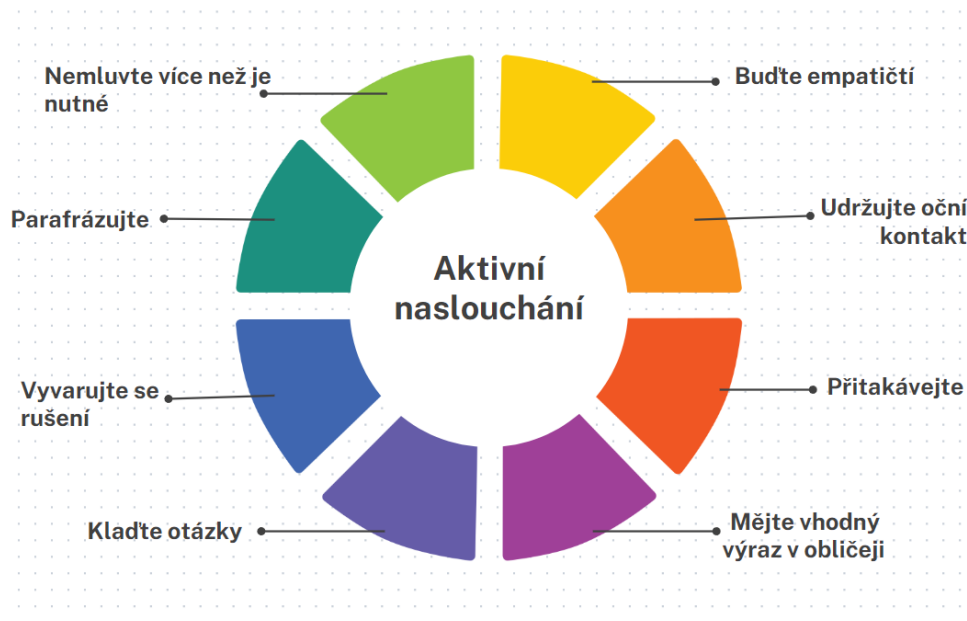 Nemluvte více než je
nutné
Buďte empatičtí
Parafrázujte
Udržujte oční
kontakt
Aktivní
naslouchání
Vyvarujte se
rušení
Přitakávejte
Klaďte otázky
Mějte vhodný
výraz v obličeji